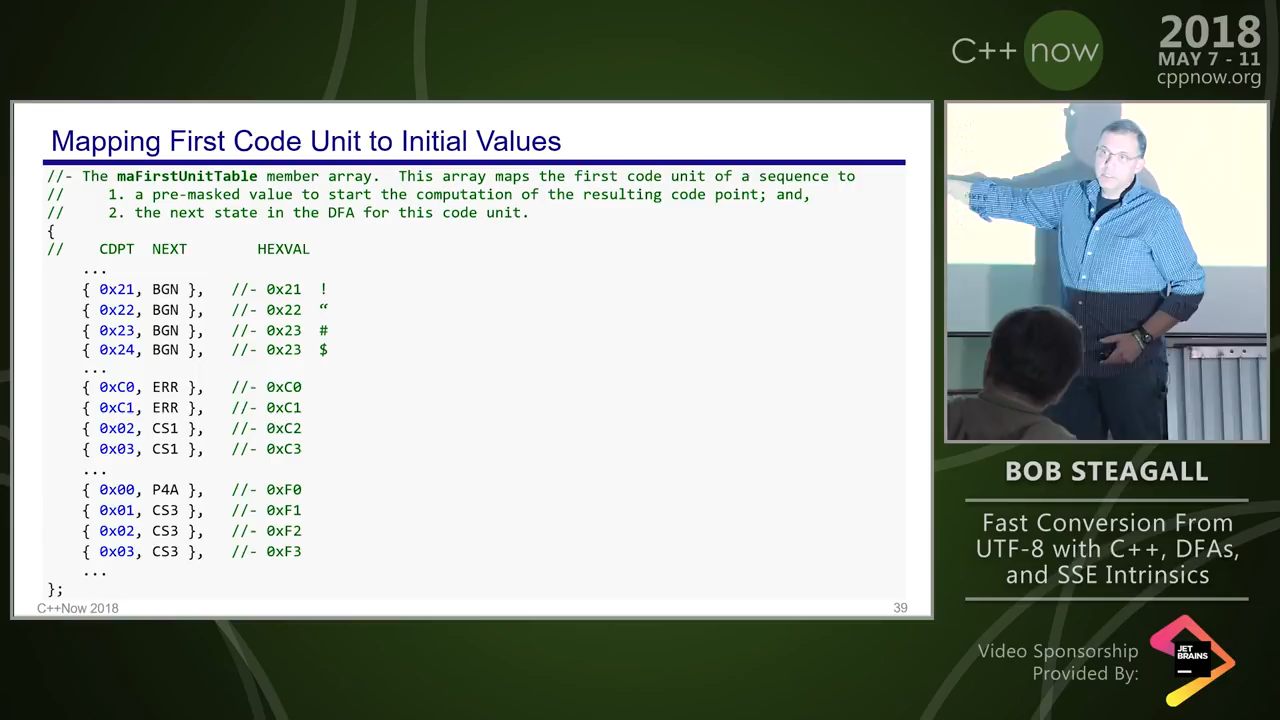 C++ now
2018
MAY 7 - 11
cppnow.org
Mapping First Code Unit to Initial Values
//- The maFirstUnitTable member array.  This array maps the first code unit of a sequence to
//     1. a pre-masked value to start the computation of the resulting code point; and,
//     2. the next state in the DFA for this code unit.
{
//    CDPT  NEXT        HEXVAL
    ...
    { 0x21, BGN },   //- 0x21  !
    { 0x22, BGN },   //- 0x22  “
    { 0x23, BGN },   //- 0x23  #
    { 0x24, BGN },   //- 0x23  $
    ...
    { 0xC0, ERR },   //- 0xC0
    { 0xC1, ERR },   //- 0xC1
    { 0x02, CS1 },   //- 0xC2
    { 0x03, CS1 },   //- 0xC3
    ...
    { 0x00, P4A },   //- 0xF0
    { 0x01, CS3 },   //- 0xF1
    { 0x02, CS3 },   //- 0xF2
    { 0x03, CS3 },   //- 0xF3
    ...
};
C++Now 2018
39
BOB STEAGALL
Fast Conversion From
UTF-8 with C++, DFAs,
and SSE Intrinsics
Video Sponsorship
Provided By:
JET
BRAINS